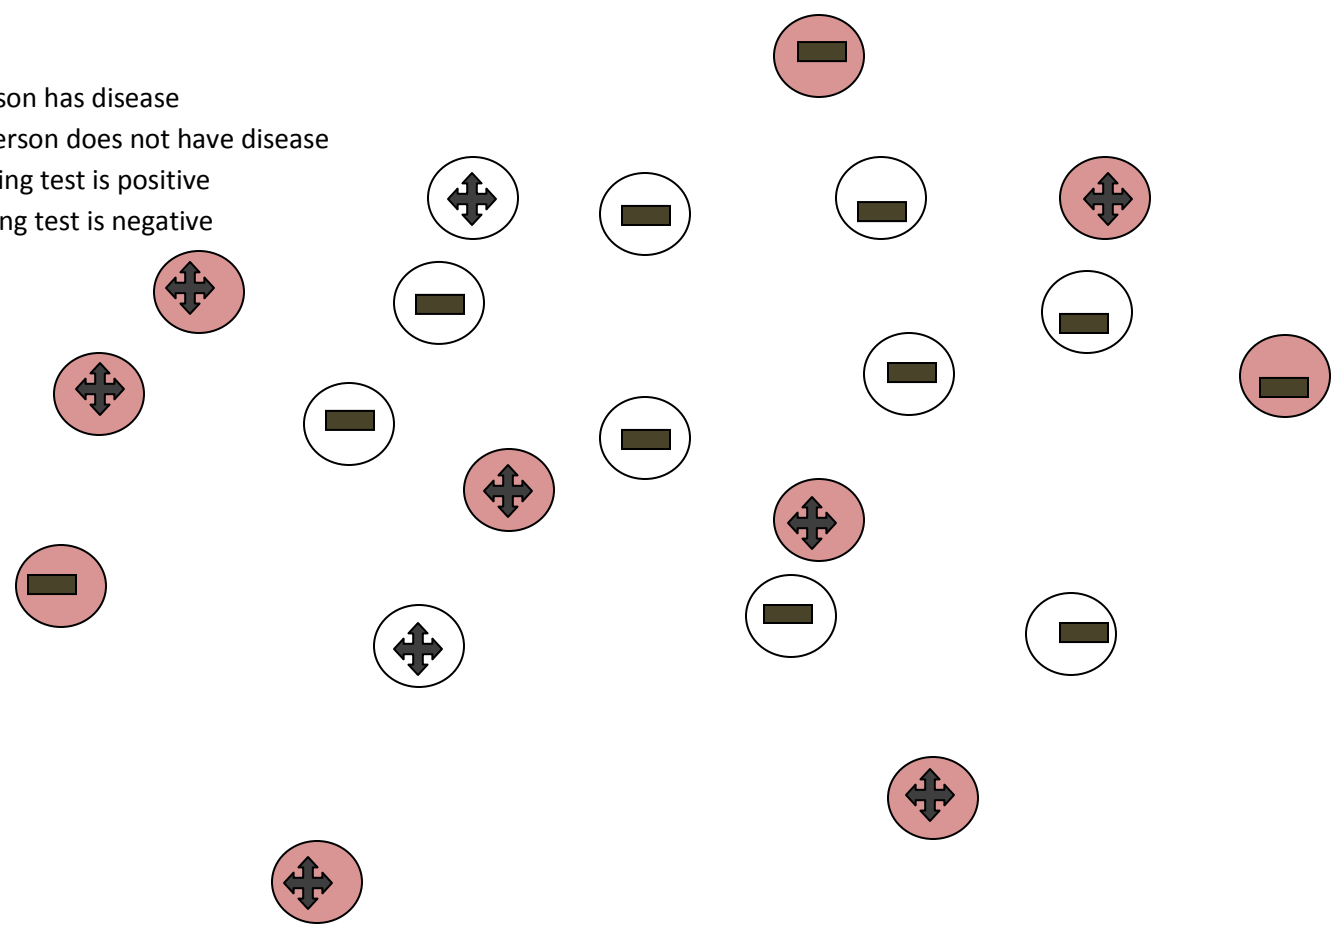 son has disease
erson does not have disease
ing test is positive
ng test is negative